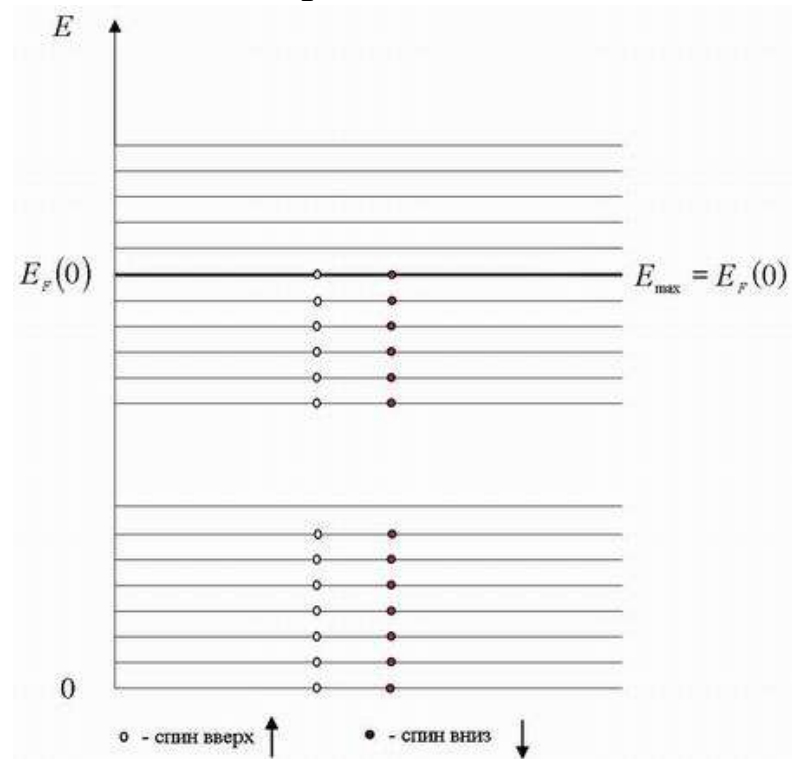 E
E_F(0)
E_max = E_F(0)
0
- спин вверх
- спин вниз